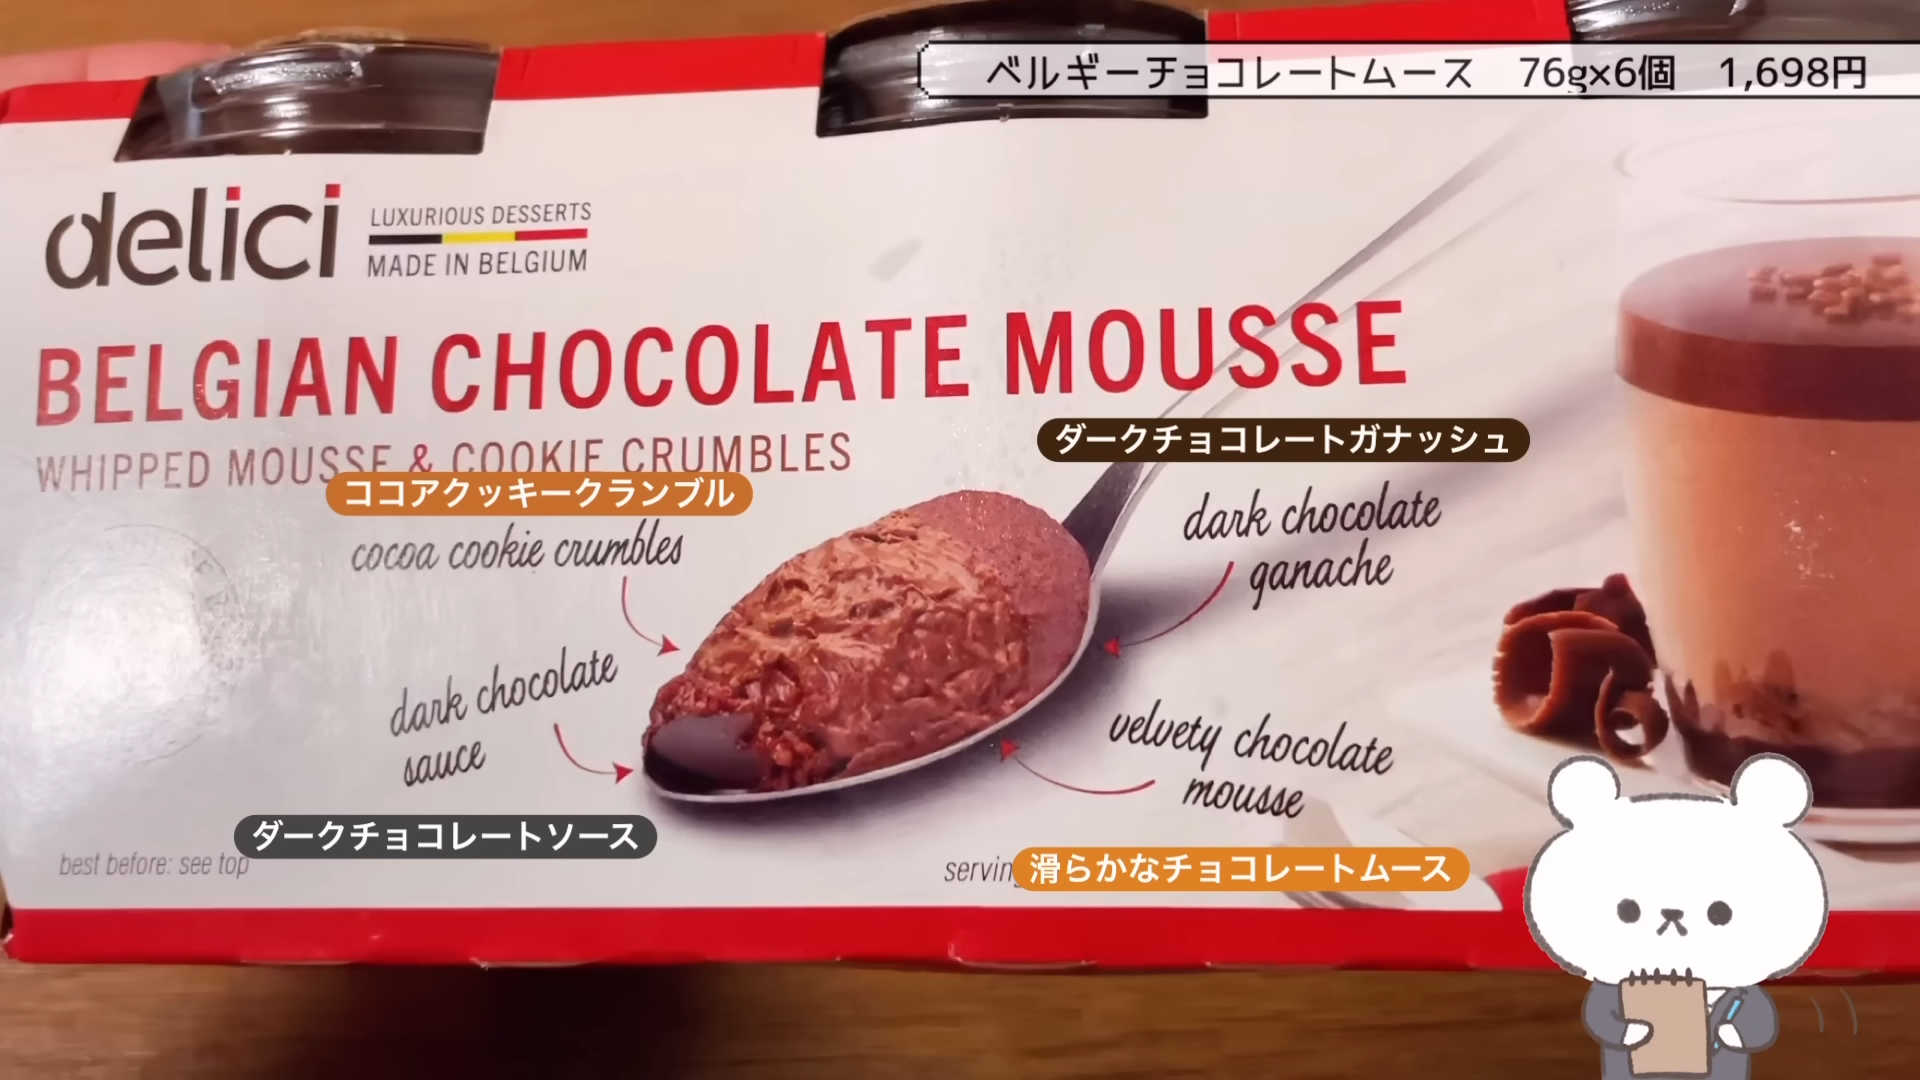 ベルギーチョコレートムース　76g×6個　1,698円
delici
LUXURIOUS DESSERTS
MADE IN BELGIUM
BELGIAN CHOCOLATE MOUSSE
WHIPPED MOUSSE & COOKIE CRUMBLES
ダークチョコレートガナッシュ
ココアクッキークランブル
dark chocolate
ganache
cocoa cookie crumbles
dark chocolate
sauce
velvety chocolate
mousse
ダークチョコレートソース
best before: see top
滑らかなチョコレートムース